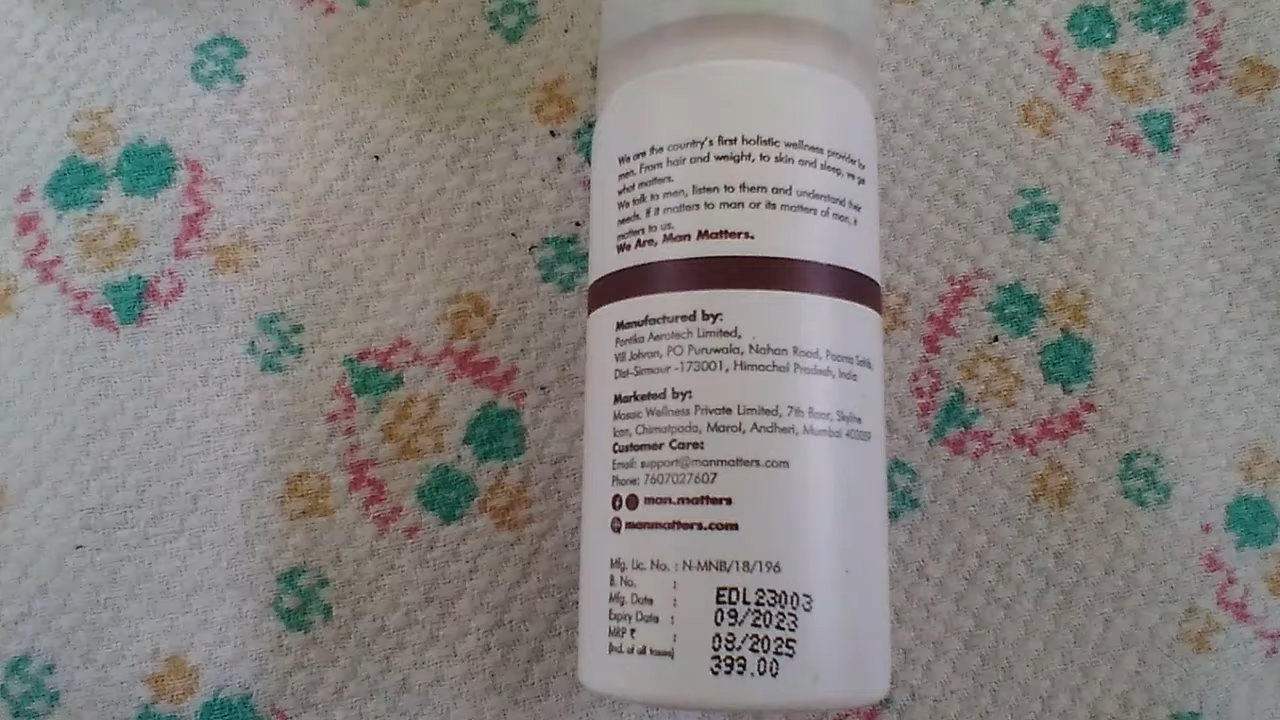 We are the country's first holistic wellness provider for
men. From hair and weight, to skin and sleep, we get
what matters.
We talk to men, listen to them and understand their
needs. If it matters to man or its matters of man, it
matters to us.
We Are, Man Matters.
Manufactured by:
Pontika Aerotech Limited,
Vill Johron, PO Puruwala, Nahan Road, Paonta Sahib,
Dist-Sirmour -173001, Himachal Pradesh, India
Marketed by:
Mosaic Wellness Private Limited, 7th floor, Skyline
Icon, Chimatpada, Marol, Andheri, Mumbai
Customer Care:
Email: support@manmatters.com
Phone: 7607027607
man.matters
manmatters.com
Mfg. Lic. No. : N-MNB/18/196
B. No. : EDL23003
Mfg. Date : 09/2023
Expiry Date : 08/2025
MRP ₹ : 399.00
(Incl. of all taxes)